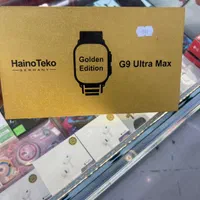 HainoTeko
GERMANY
Golden
Edition
G9 Ultra Max